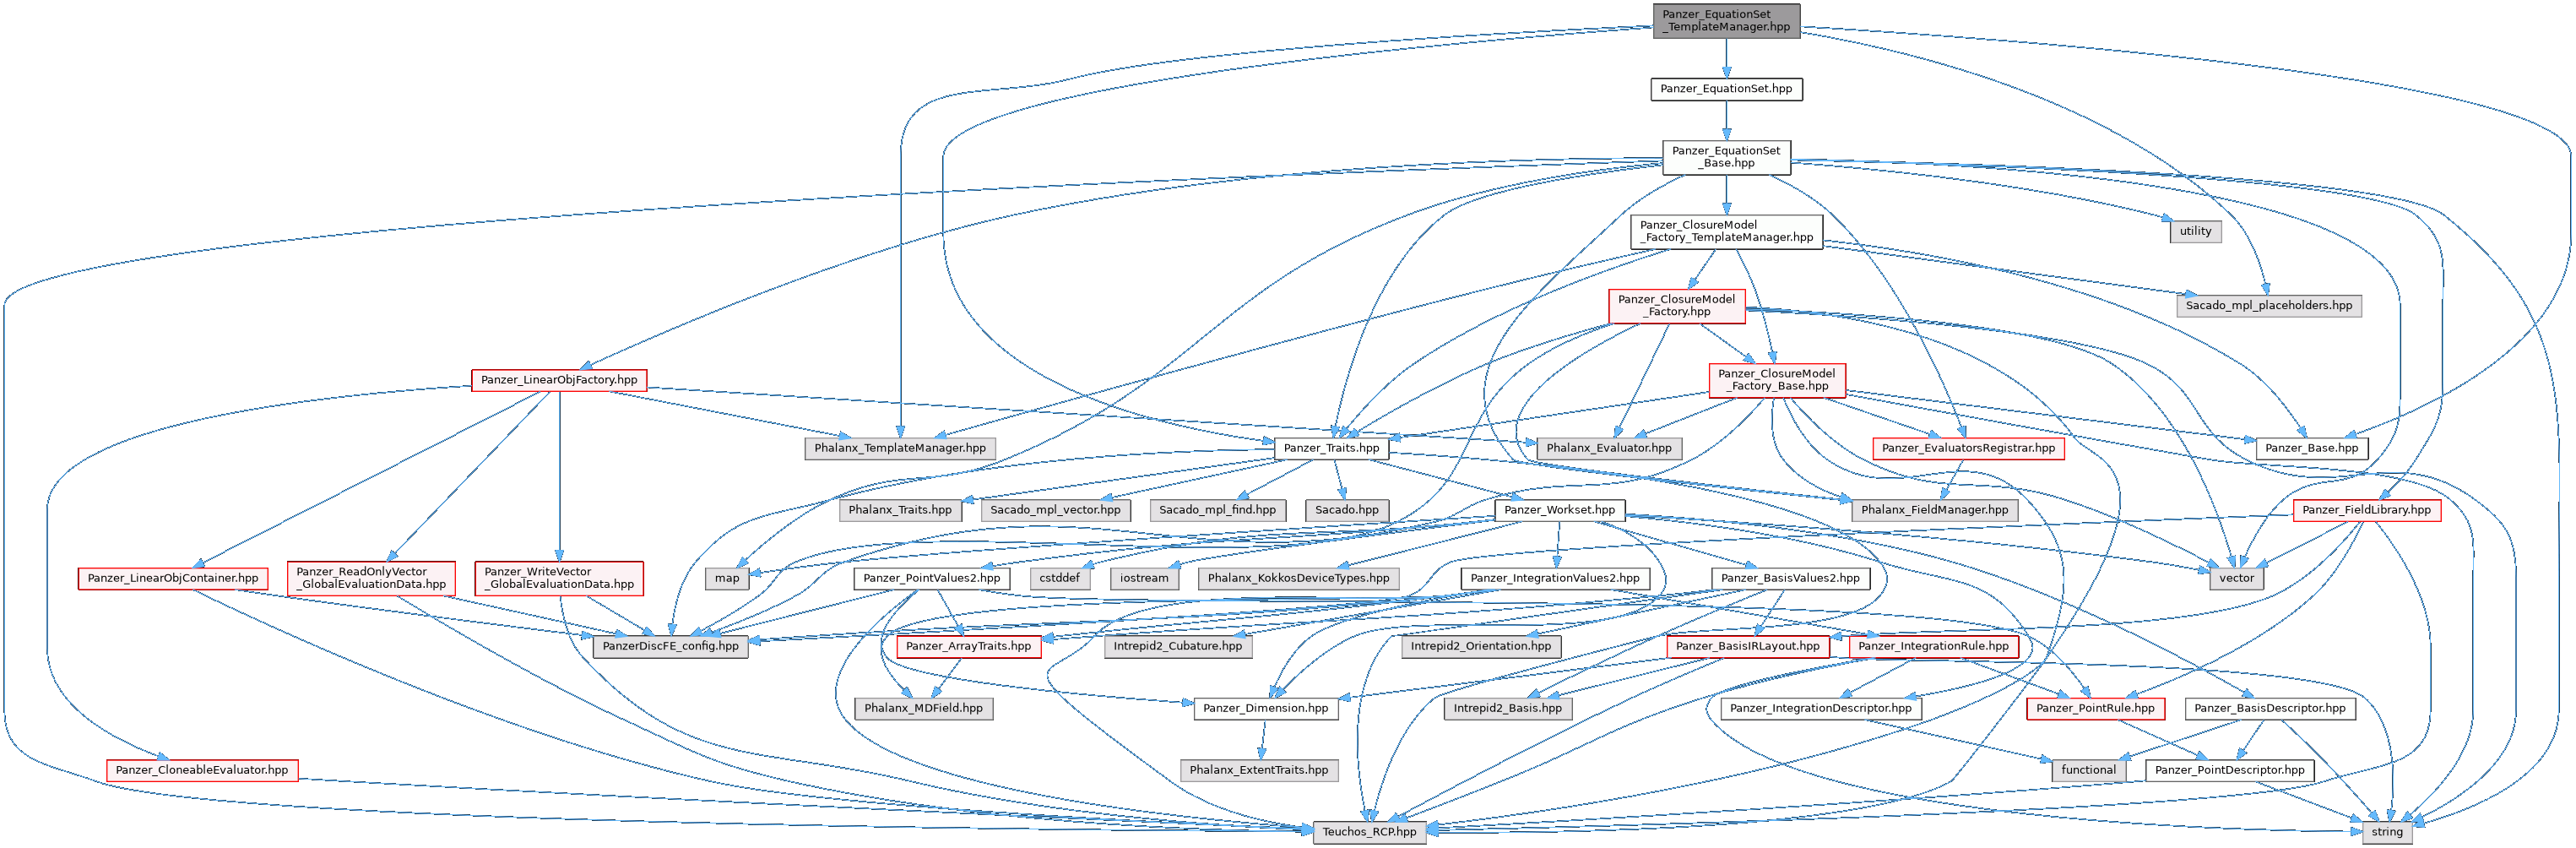 Panzer_EquationSet
_TemplateManager.hpp
Panzer_EquationSet.hpp
Panzer_EquationSet
_Base.hpp
Panzer_ClosureModel
_Factory_TemplateManager.hpp
utility
Panzer_ClosureModel
_Factory.hpp
Sacado_mpl_placeholders.hpp
Panzer_LinearObjFactory.hpp
Panzer_ClosureModel
_Factory_Base.hpp
Phalanx_TemplateManager.hpp
Panzer_Traits.hpp
Phalanx_Evaluator.hpp
Panzer_EvaluatorsRegistrar.hpp
Panzer_Base.hpp
Phalanx_Traits.hpp
Sacado_mpl_vector.hpp
Sacado_mpl_find.hpp
Sacado.hpp
Panzer_Workset.hpp
Phalanx_FieldManager.hpp
Panzer_FieldLibrary.hpp
Panzer_LinearObjContainer.hpp
Panzer_ReadOnlyVector
_GlobalEvaluationData.hpp
Panzer_WriteVector
_GlobalEvaluationData.hpp
map
Panzer_PointValues2.hpp
cstddef
iostream
Phalanx_KokkosDeviceTypes.hpp
Panzer_IntegrationValues2.hpp
Panzer_BasisValues2.hpp
vector
PanzerDiscFE_config.hpp
Panzer_ArrayTraits.hpp
Intrepid2_Cubature.hpp
Intrepid2_Orientation.hpp
Panzer_BasisIRLayout.hpp
Panzer_IntegrationRule.hpp
Phalanx_MDField.hpp
Panzer_Dimension.hpp
Intrepid2_Basis.hpp
Panzer_IntegrationDescriptor.hpp
Panzer_PointRule.hpp
Panzer_BasisDescriptor.hpp
Panzer_CloneableEvaluator.hpp
Phalanx_ExtentTraits.hpp
functional
Panzer_PointDescriptor.hpp
Teuchos_RCP.hpp
string